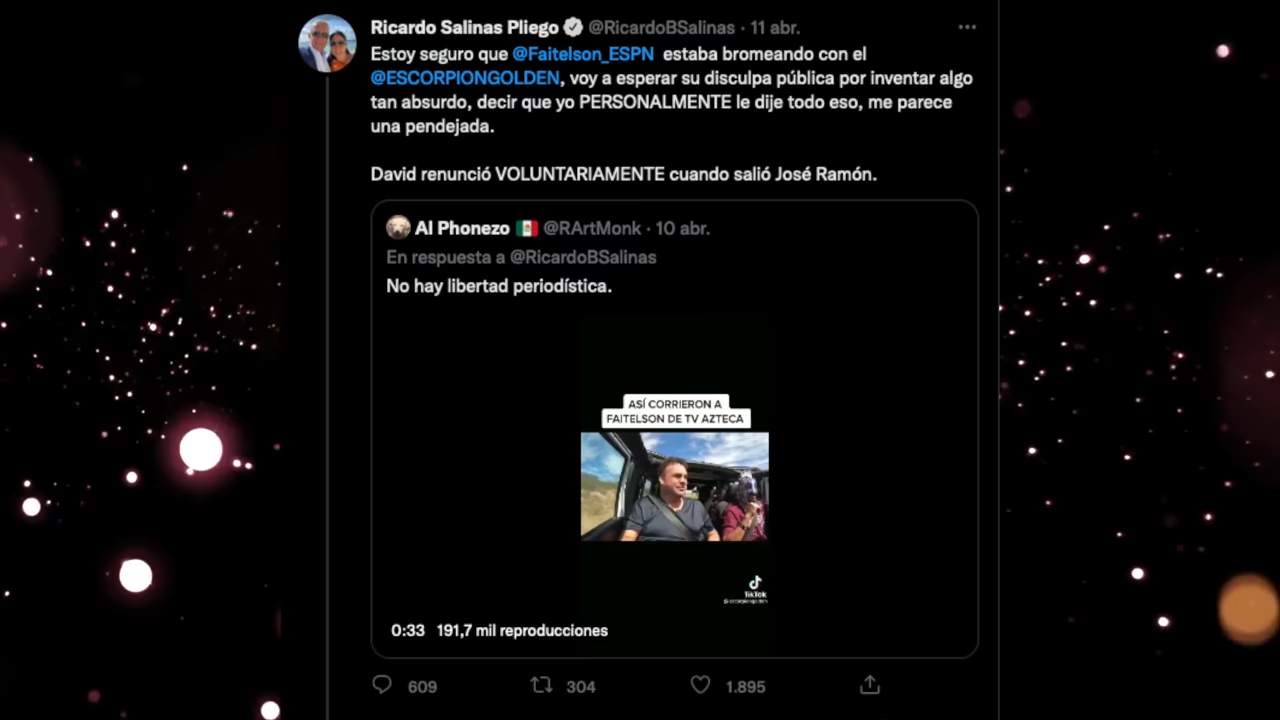 Ricardo Salinas Pliego @RicardoBSalinas · 11 abr.
Estoy seguro que @Faitelson_ESPN estaba bromeando con el
@ESCORPIONGOLDEN, voy a esperar su disculpa pública por inventar algo
tan absurdo, decir que yo PERSONALMENTE le dije todo eso, me parece
una pendejada.
David renunció VOLUNTARIAMENTE cuando salió José Ramón.
Al Phonezo 🇲🇽 @RArtMonk · 10 abr.
En respuesta a @RicardoBSalinas
No hay libertad periodística.
ASÍ CORRIERON A
FAITELSON DE TV AZTECA
TikTok
@escorpiongolden
0:33 191,7 mil reproducciones
609 304 1.895